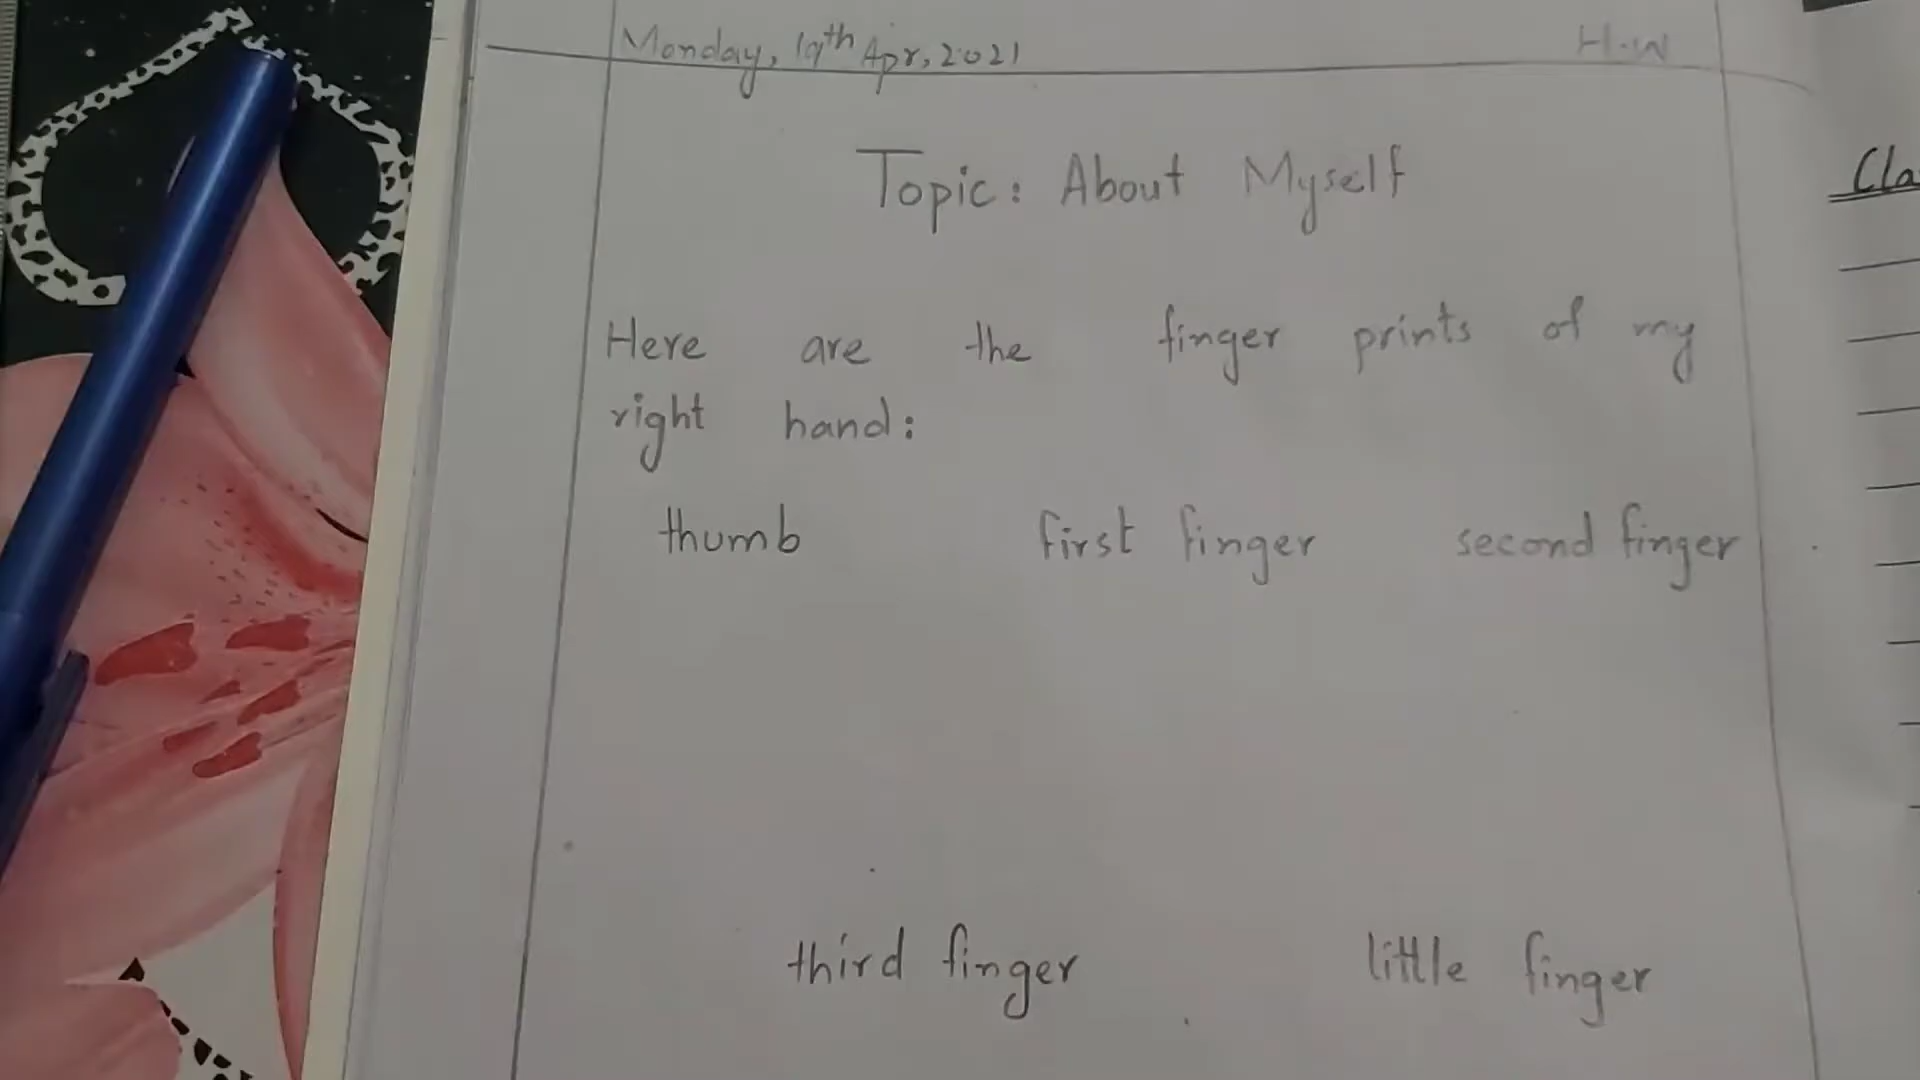 Monday, 19th Apr, 2021 H.W
Topic: About Myself
Here are the finger prints of my
right hand:
thumb first finger second finger
third finger little finger